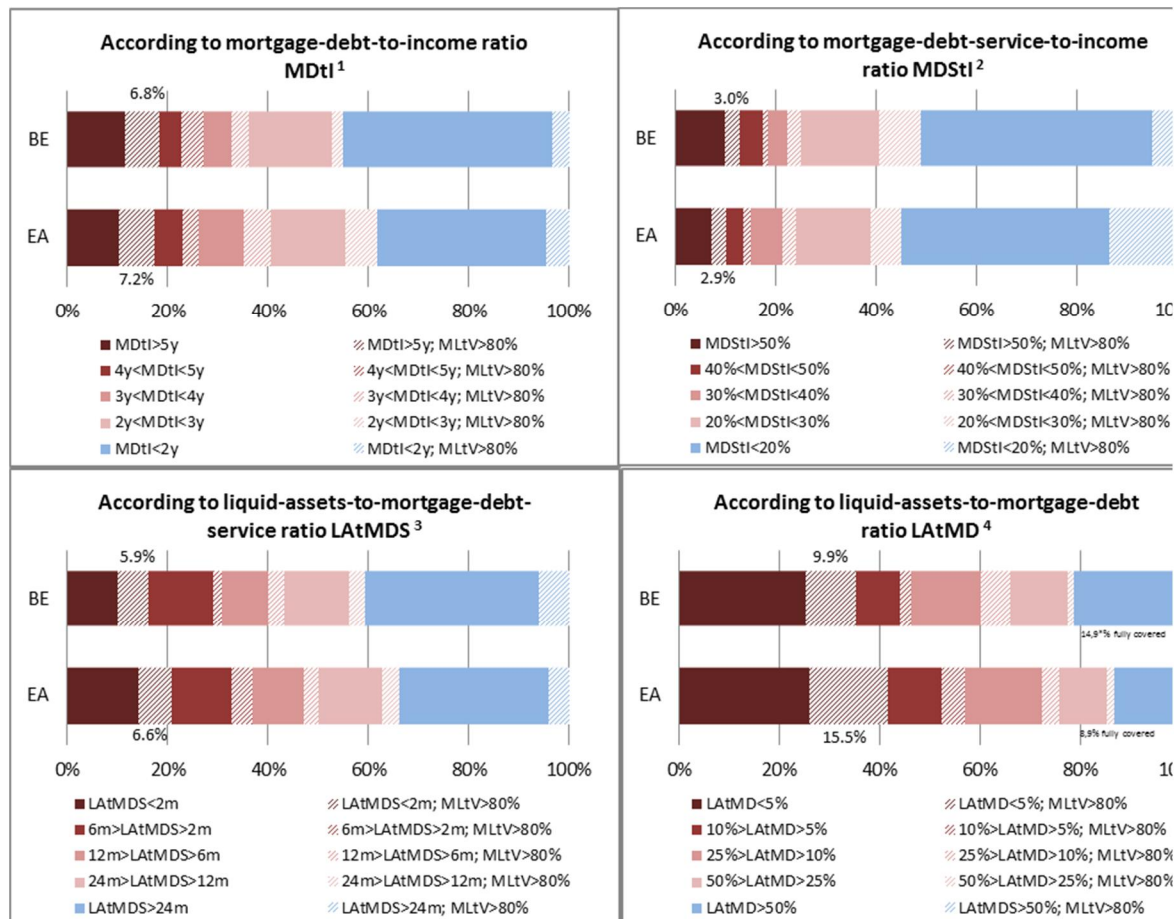 According to mortgage-debt-to-income ratio
MDtI ¹
6.8%
BE
EA
7.2%
0% 20% 40% 60% 80% 100%
MDtI>5y MDtI>5y; MLtV>80%
4y<MDtI<5y 4y<MDtI<5y; MLtV>80%
3y<MDtI<4y 3y<MDtI<4y; MLtV>80%
2y<MDtI<3y 2y<MDtI<3y; MLtV>80%
MDtI<2y MDtI<2y; MLtV>80%
According to mortgage-debt-service-to-income
ratio MDStI ²
3.0%
BE
EA
2.9%
0% 20% 40% 60% 80% 100%
MDStI>50% MDStI>50%; MLtV>80%
40%<MDStI<50% 40%<MDStI<50%; MLtV>80%
30%<MDStI<40% 30%<MDStI<40%; MLtV>80%
20%<MDStI<30% 20%<MDStI<30%; MLtV>80%
MDStI<20% MDStI<20%; MLtV>80%
According to liquid-assets-to-mortgage-debt-
service ratio LAtMDS ³
5.9%
BE
EA
6.6%
0% 20% 40% 60% 80% 100%
LAtMDS<2m LAtMDS<2m; MLtV>80%
6m>LAtMDS>2m 6m>LAtMDS>2m; MLtV>80%
12m>LAtMDS>6m 12m>LAtMDS>6m; MLtV>80%
24m>LAtMDS>12m 24m>LAtMDS>12m; MLtV>80%
LAtMDS>24m LAtMDS>24m; MLtV>80%
According to liquid-assets-to-mortgage-debt
ratio LAtMD ⁴
9.9%
BE
14,9*% fully covered
EA
8,9% fully covered
15.5%
0% 20% 40% 60% 80% 100%
LAtMD<5% LAtMD<5%; MLtV>80%
10%>LAtMD>5% 10%>LAtMD>5%; MLtV>80%
25%>LAtMD>10% 25%>LAtMD>10%; MLtV>80%
50%>LAtMD>25% 50%>LAtMD>25%; MLtV>80%
LAtMD>50% LAtMDS>50%; MLtV>80%